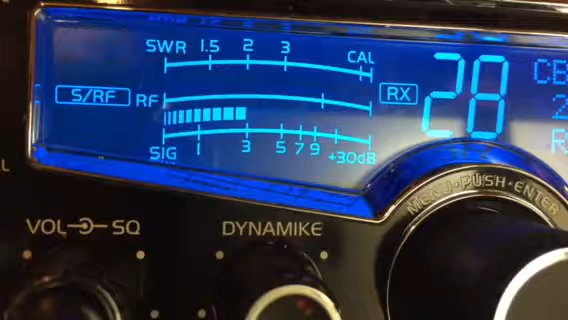 SWR 1.5 2 3 CAL
S/RF RF RX 28 CB
SIG 1 3 5 7 9 +30dB
MENU•PUSH•ENTER
VOL SQ DYNAMIKE